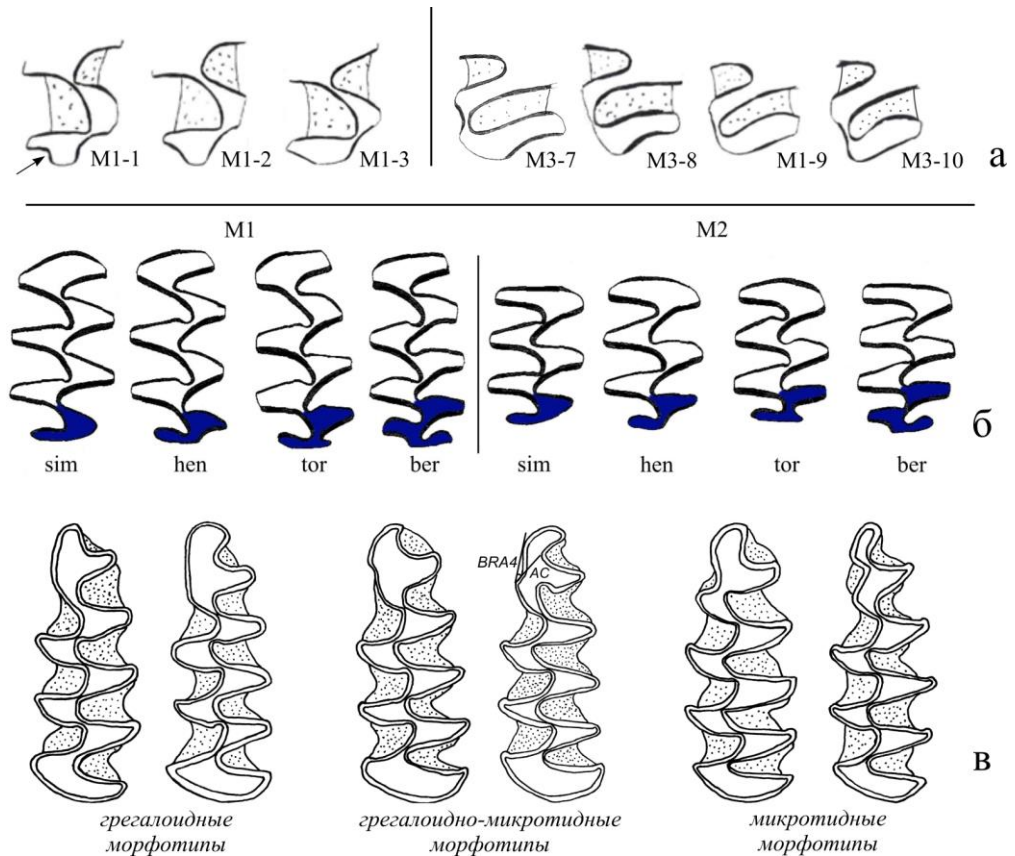 M1-1 M1-2 M1-3 M3-7 M3-8 M1-9 M3-10 а
M1 M2
б
sim hen tor ber sim hen tor ber
BRA4 AC
в
грегалоидные грегалоидно-микротидные микротидные
морфотипы морфотипы морфотипы